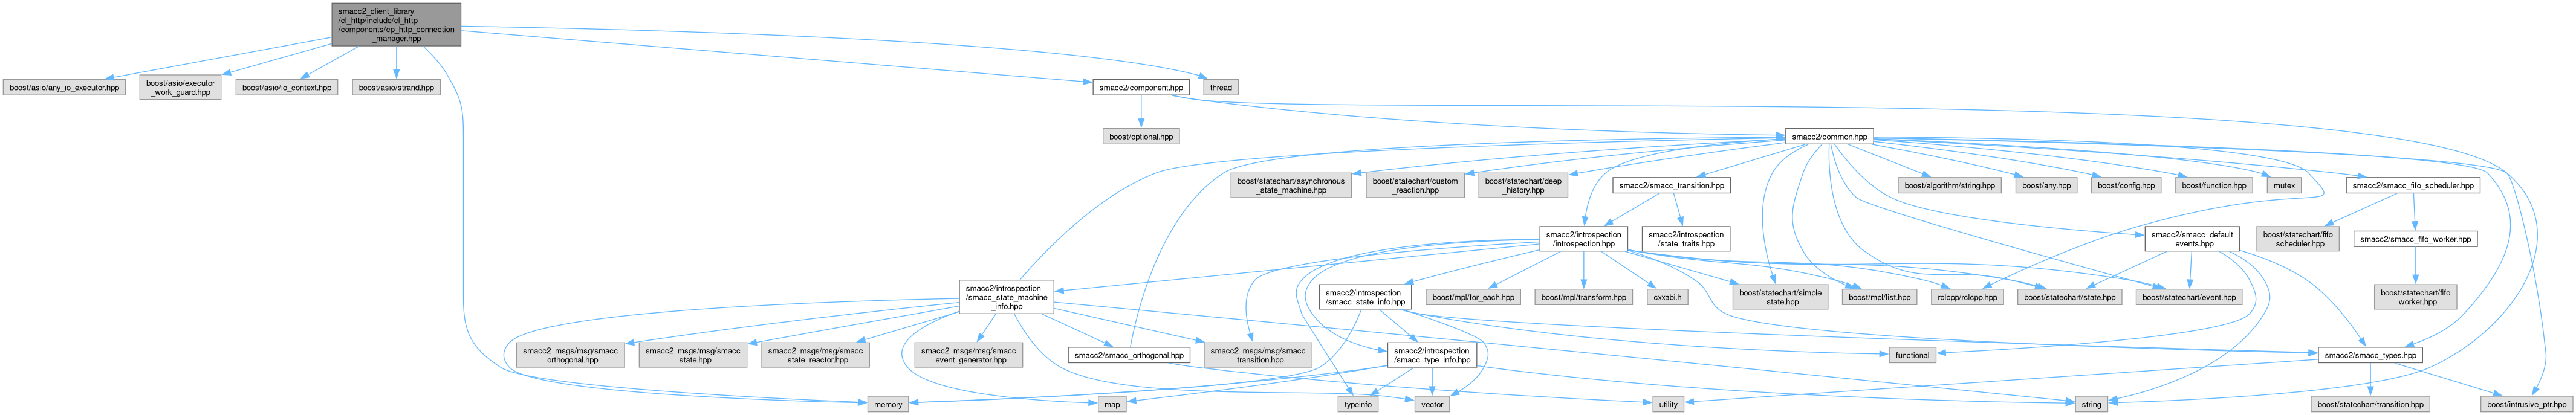 smacc2_client_library
/cl_http/include/cl_http
/components/cp_http_connection
_manager.hpp
boost/asio/any_io_executor.hpp
boost/asio/executor
_work_guard.hpp
boost/asio/io_context.hpp
boost/asio/strand.hpp
smacc2/component.hpp
thread
boost/optional.hpp
smacc2/common.hpp
boost/statechart/asynchronous
_state_machine.hpp
boost/statechart/custom
_reaction.hpp
boost/statechart/deep
_history.hpp
smacc2/smacc_transition.hpp
boost/algorithm/string.hpp
boost/any.hpp
boost/config.hpp
boost/function.hpp
mutex
smacc2/smacc_fifo_scheduler.hpp
smacc2/introspection
/introspection.hpp
smacc2/introspection
/state_traits.hpp
smacc2/smacc_default
_events.hpp
boost/statechart/fifo
_scheduler.hpp
smacc2/smacc_fifo_worker.hpp
smacc2/introspection
/smacc_state_machine
_info.hpp
smacc2/introspection
/smacc_state_info.hpp
boost/mpl/for_each.hpp
boost/mpl/transform.hpp
cxxabi.h
boost/statechart/simple
_state.hpp
boost/mpl/list.hpp
rclcpp/rclcpp.hpp
boost/statechart/state.hpp
boost/statechart/event.hpp
boost/statechart/fifo
_worker.hpp
smacc2_msgs/msg/smacc
_orthogonal.hpp
smacc2_msgs/msg/smacc
_state.hpp
smacc2_msgs/msg/smacc
_state_reactor.hpp
smacc2_msgs/msg/smacc
_event_generator.hpp
smacc2/smacc_orthogonal.hpp
smacc2_msgs/msg/smacc
_transition.hpp
smacc2/introspection
/smacc_type_info.hpp
functional
smacc2/smacc_types.hpp
memory
map
typeinfo
vector
utility
string
boost/statechart/transition.hpp
boost/intrusive_ptr.hpp